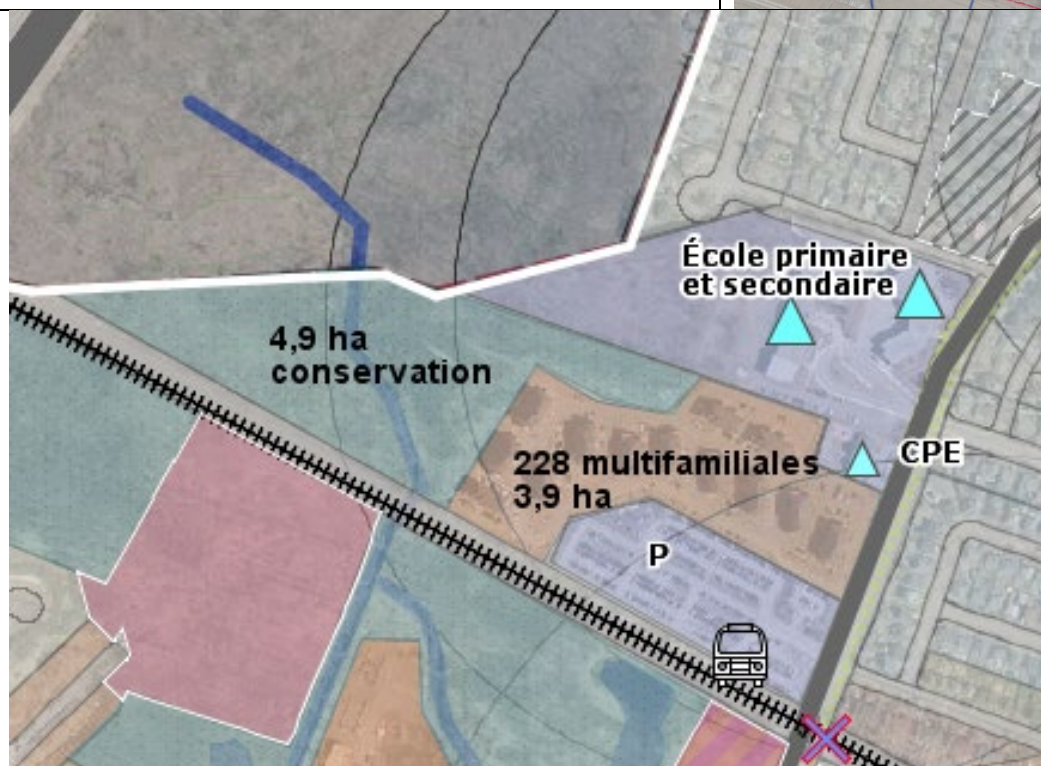 École primaire
et secondaire
4,9 ha
conservation
CPE
228 multifamiliales
3,9 ha
P